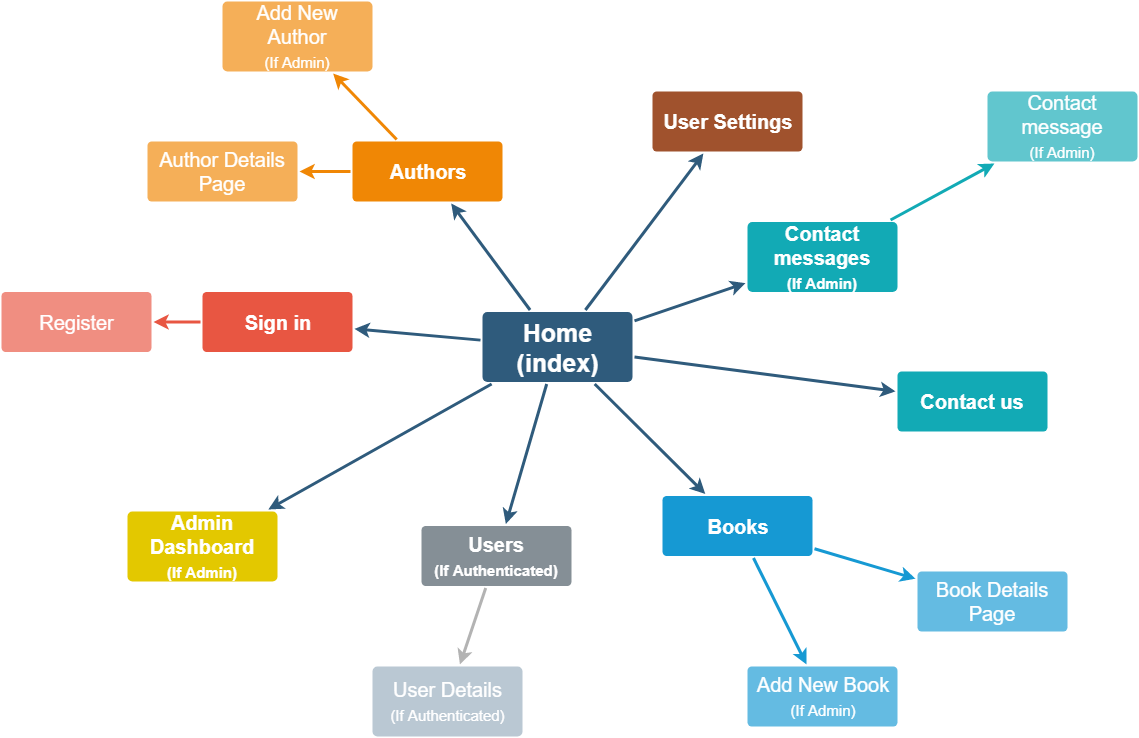 Add New
Author
(If Admin)
User Settings
Contact
message
(If Admin)
Author Details
Page
Authors
Contact
messages
(If Admin)
Register
Sign in
Home
(index)
Contact us
Admin
Dashboard
(If Admin)
Users
(If Authenticated)
Books
Book Details
Page
User Details
(If Authenticated)
Add New Book
(If Admin)